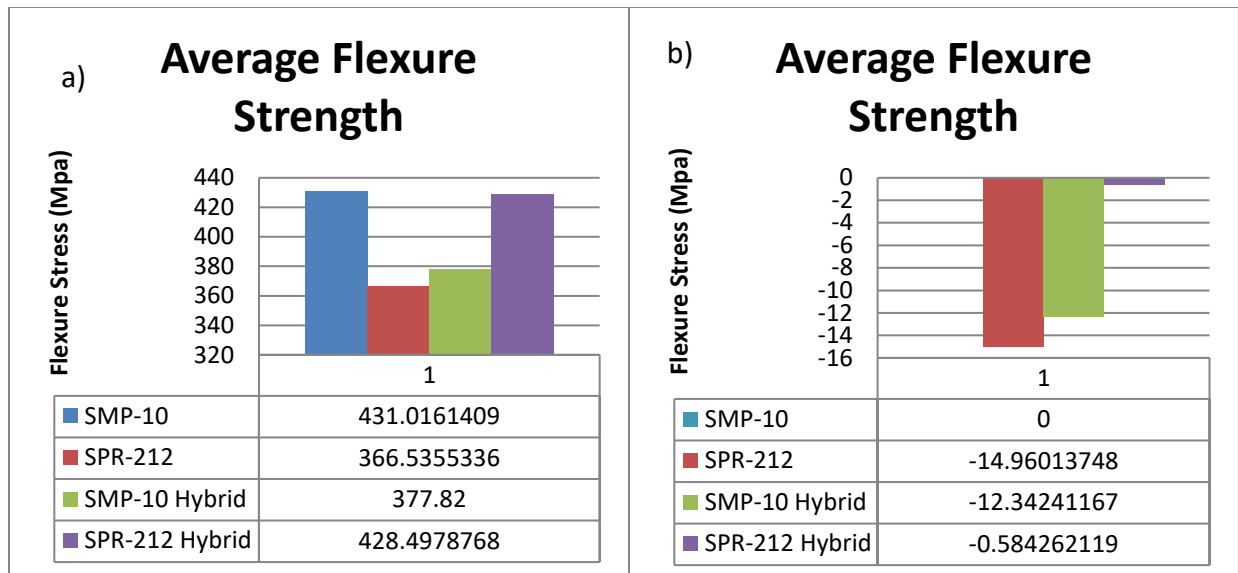 a)
Average Flexure
Strength
Flexure Stress (Mpa)
440
420
400
380
360
340
320
1
SMP-10 431.0161409
SPR-212 366.5355336
SMP-10 Hybrid 377.82
SPR-212 Hybrid 428.4978768
b)
Average Flexure
Strength
Flexure Stress (Mpa)
0
-2
-4
-6
-8
-10
-12
-14
-16
1
SMP-10 0
SPR-212 -14.96013748
SMP-10 Hybrid -12.34241167
SPR-212 Hybrid -0.584262119